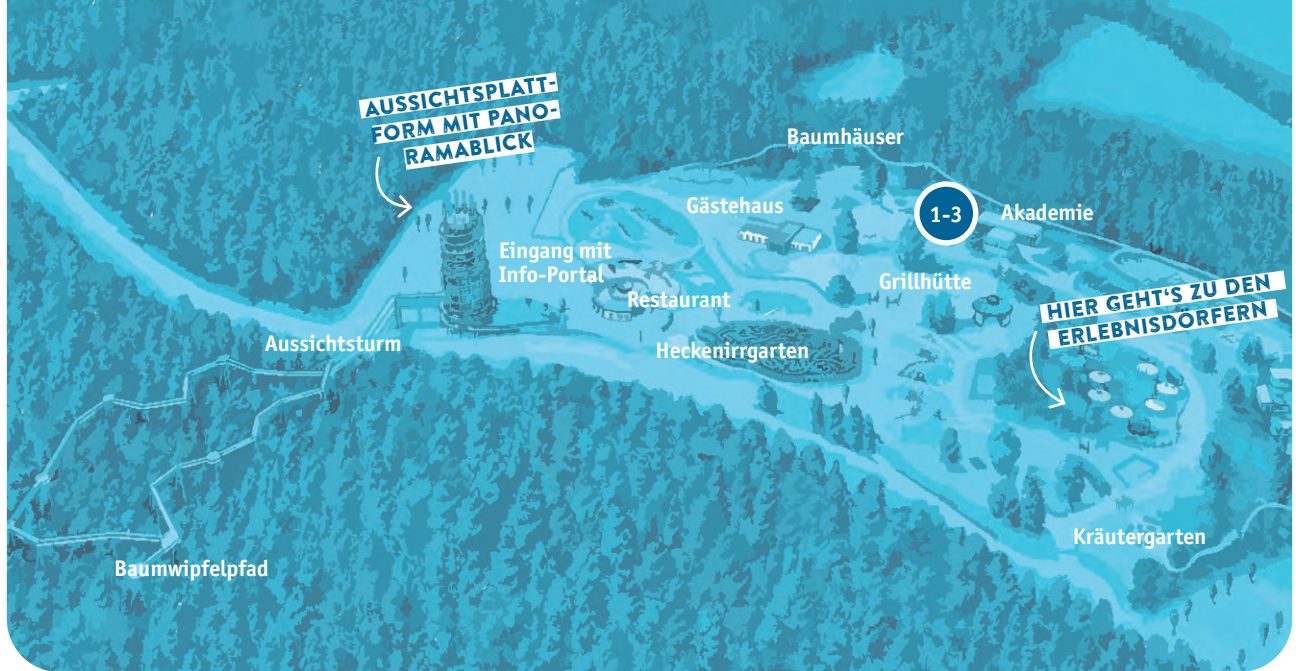 AUSSICHTSPLATT-
FORM MIT PANO-
RAMABLICK
Baumhäuser
Gästehaus
1-3
Akademie
Eingang mit
Info-Portal
Restaurant
Grillhütte
HIER GEHT'S ZU DEN
ERLEBNISDÖRFERN
Aussichtsturm
Heckenirrgarten
Kräutergarten
Baumwipfelpfad